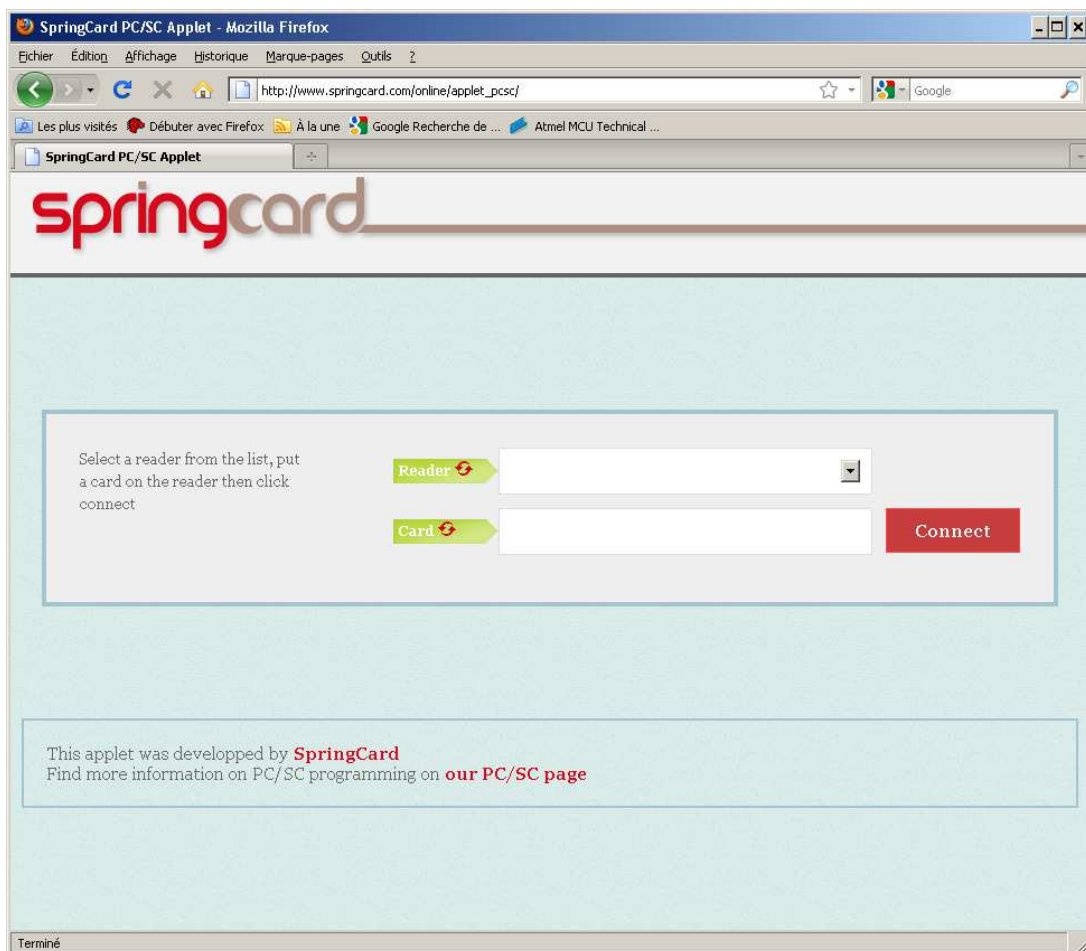 SpringCard PC/SC Applet - Mozilla Firefox
Fichier Édition Affichage Historique Marque-pages Outils ?
http://www.springcard.com/online/applet_pcsc/ Google
Les plus visités Débuter avec Firefox À la une Google Recherche de ... Atmel MCU Technical ...
SpringCard PC/SC Applet
springcard
Select a reader from the list, put
a card on the reader then click
connect
Reader
Card
Connect
This applet was developped by SpringCard
Find more information on PC/SC programming on our PC/SC page
Terminé